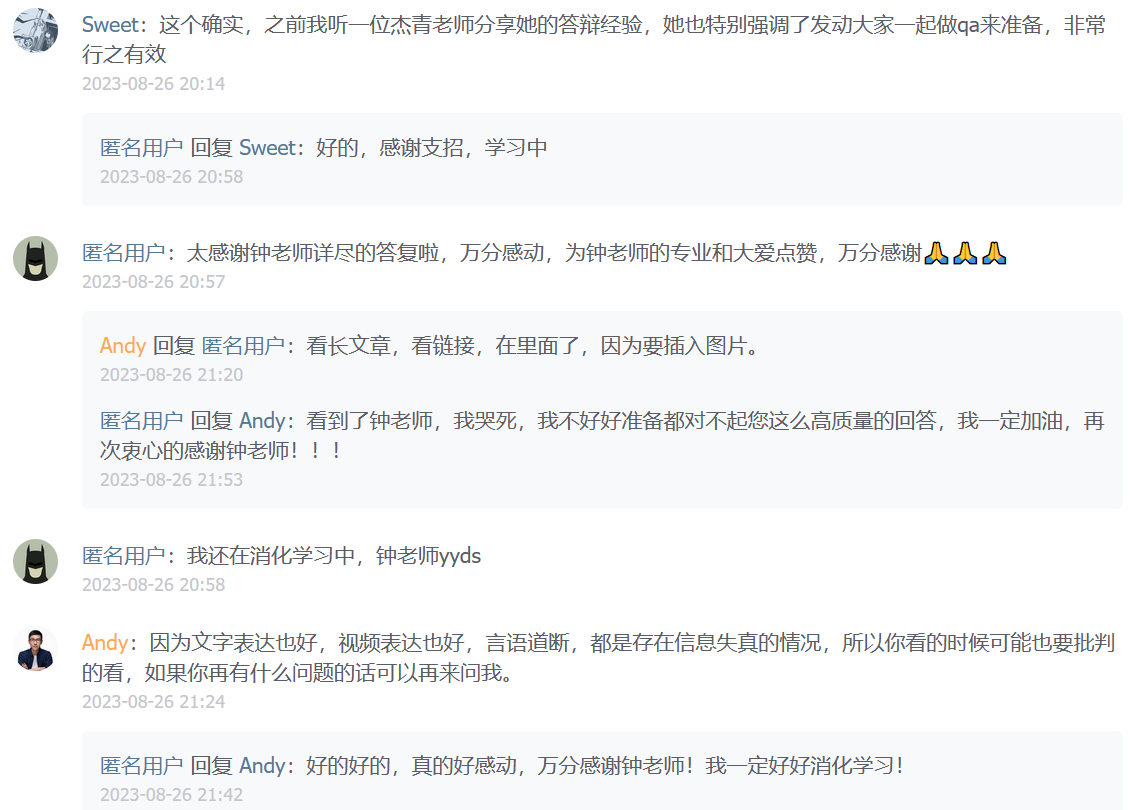 Sweet：这个确实，之前我听一位杰青老师分享她的答辩经验，她也特别强调了发动大家一起做qa来准备，非常
行之有效
2023-08-26 20:14
匿名用户 回复 Sweet：好的，感谢支招，学习中
2023-08-26 20:58
匿名用户：太感谢钟老师详尽的答复啦，万分感动，为钟老师的专业和大爱点赞，万分感谢🙏🙏🙏
2023-08-26 20:57
Andy 回复 匿名用户：看长文章，看链接，在里面了，因为要插入图片。
2023-08-26 21:20
匿名用户 回复 Andy：看到了钟老师，我哭死，我不好好准备都对不起您这么高质量的回答，我一定加油，再
次衷心的感谢钟老师！！！
2023-08-26 21:53
匿名用户：我还在消化学习中，钟老师yyds
2023-08-26 20:58
Andy：因为文字表达也好，视频表达也好，言语道断，都是存在信息失真的情况，所以你看的时候可能也要批判
的看，如果你再有什么问题的话可以再来问我。
2023-08-26 21:24
匿名用户 回复 Andy：好的好的，真的好感动，万分感谢钟老师！我一定好好消化学习！
2023-08-26 21:42